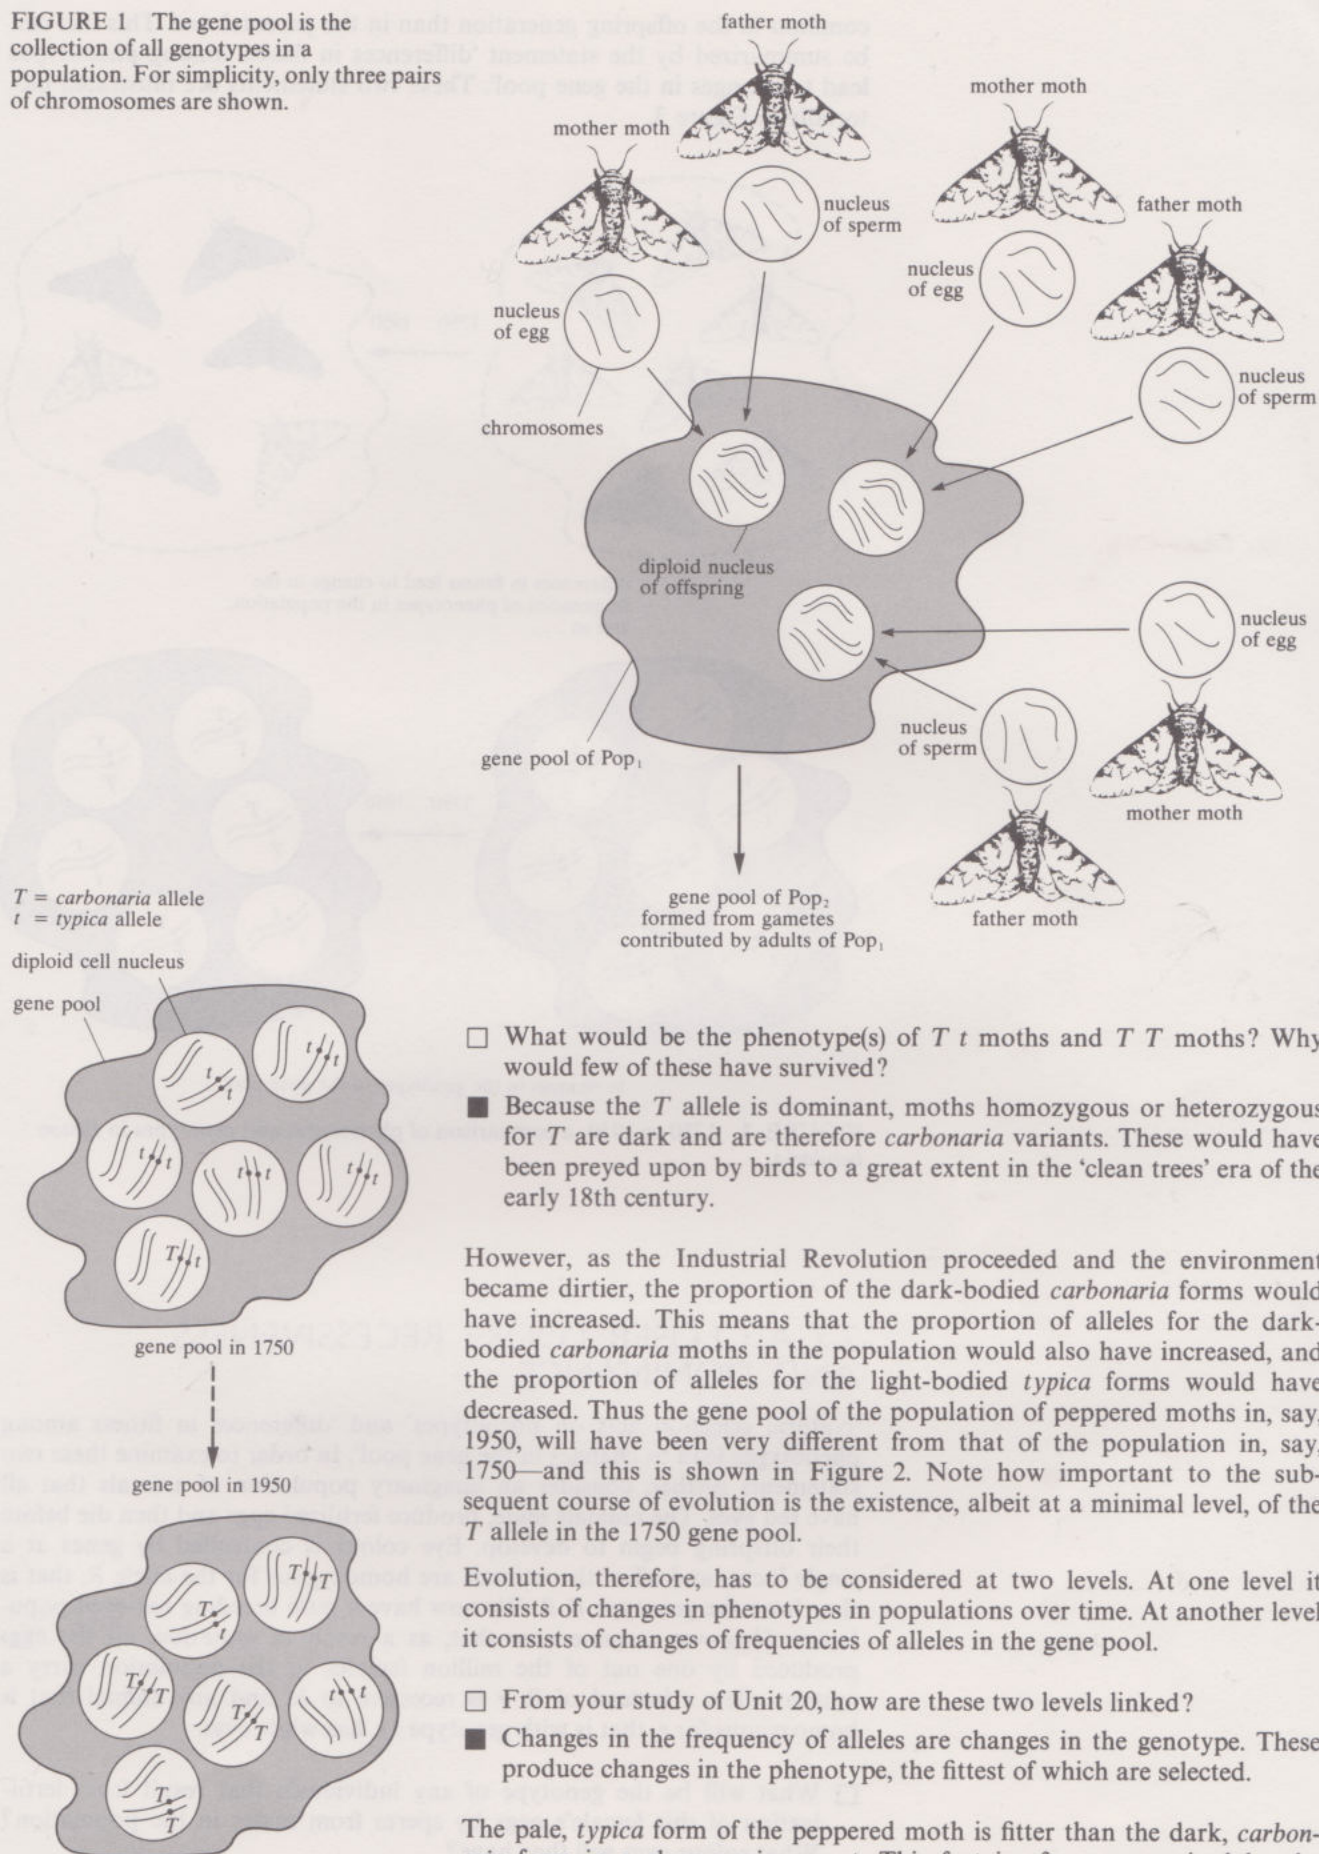 FIGURE 1 The gene pool is the
collection of all genotypes in a
population. For simplicity, only three pairs
of chromosomes are shown.
father moth
mother moth
mother moth
father moth
nucleus
of sperm
nucleus
of egg
nucleus
of egg
nucleus
of sperm
chromosomes
diploid nucleus
of offspring
nucleus
of egg
nucleus
of sperm
gene pool of Pop₁
mother moth
father moth
gene pool of Pop₂
formed from gametes
contributed by adults of Pop₁
T = carbonaria allele
t = typica allele
diploid cell nucleus
gene pool
t t
t t
t t
t t
t t
T t
gene pool in 1750
gene pool in 1950
T t
T T
T T
T T
t t
T T
□ What would be the phenotype(s) of T t moths and T T moths? Why
would few of these have survived?
■ Because the T allele is dominant, moths homozygous or heterozygous
for T are dark and are therefore carbonaria variants. These would have
been preyed upon by birds to a great extent in the ‘clean trees’ era of the
early 18th century.
However, as the Industrial Revolution proceeded and the environment
became dirtier, the proportion of the dark-bodied carbonaria forms would
have increased. This means that the proportion of alleles for the dark-
bodied carbonaria moths in the population would also have increased, and
the proportion of alleles for the light-bodied typica forms would have
decreased. Thus the gene pool of the population of peppered moths in, say,
1950, will have been very different from that of the population in, say,
1750—and this is shown in Figure 2. Note how important to the sub-
sequent course of evolution is the existence, albeit at a minimal level, of the
T allele in the 1750 gene pool.
Evolution, therefore, has to be considered at two levels. At one level it
consists of changes in phenotypes in populations over time. At another level
it consists of changes of frequencies of alleles in the gene pool.
□ From your study of Unit 20, how are these two levels linked?
■ Changes in the frequency of alleles are changes in the genotype. These
produce changes in the phenotype, the fittest of which are selected.
The pale, typica form of the peppered moth is fitter than the dark, carbon-